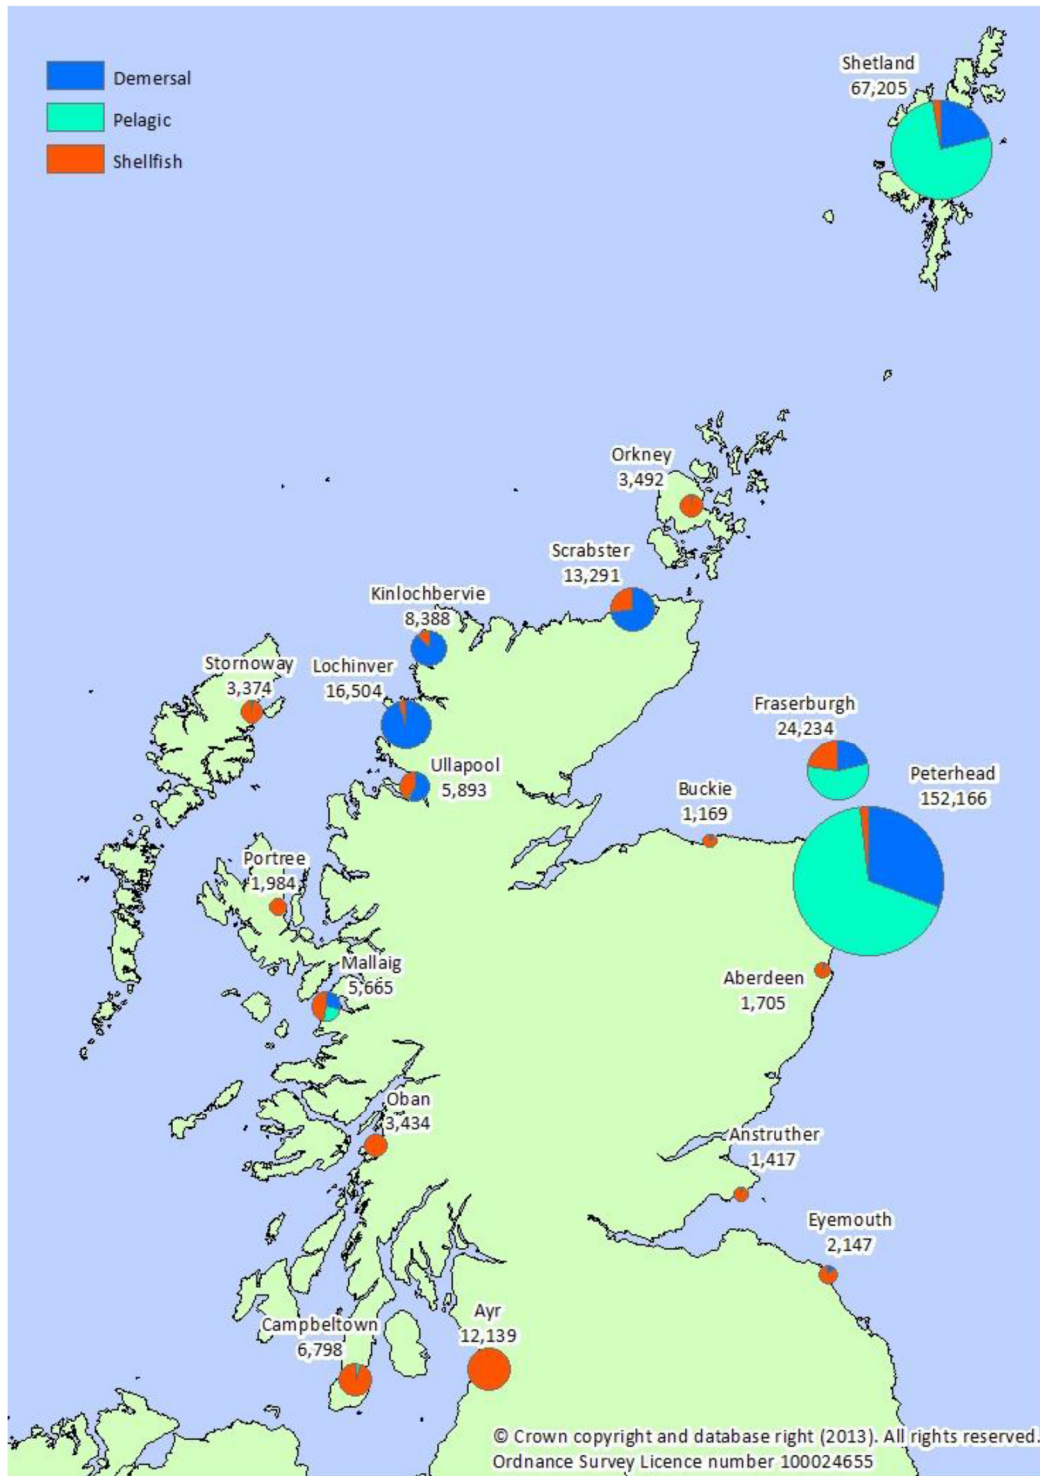 Demersal
Pelagic
Shellfish
Shetland
67,205
Orkney
3,492
Scrabster
13,291
Kinlochbervie
8,388
Stornoway
3,374
Lochinver
16,504
Fraserburgh
24,234
Ullapool
5,893
Peterhead
152,166
Buckie
1,169
Portree
1,984
Mallaig
5,665
Aberdeen
1,705
Oban
3,434
Anstruther
1,417
Eyemouth
2,147
Ayr
12,139
Campbeltown
6,798
© Crown copyright and database right (2013). All rights reserved.
Ordnance Survey Licence number 100024655